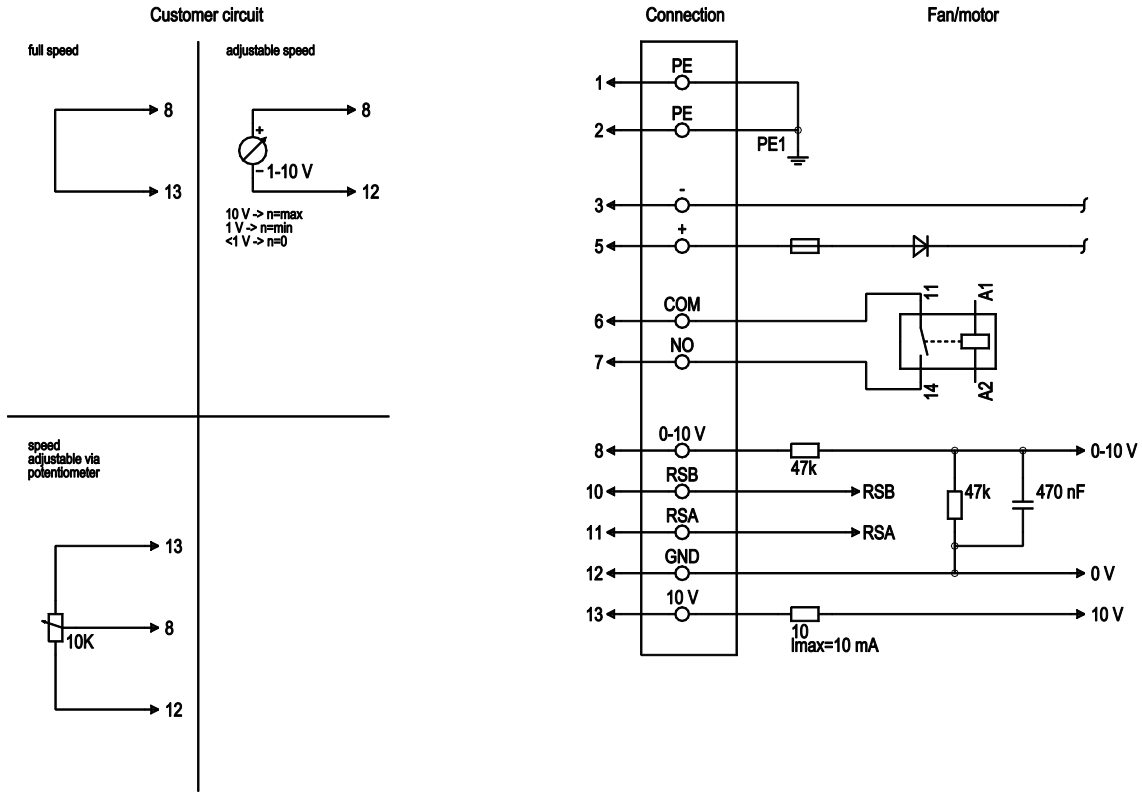 Customer circuit
full speed
8
13
adjustable speed
8
+
– 1-10 V
12
10 V -> n=max
1 V -> n=min
<1 V -> n=0
speed
adjustable via
potentiometer
13
8
10K
12
Connection
Fan/motor
1 PE
2 PE
PE1
3 -
5 +
6 COM
7 NO
11
A1
14
A2
8 0-10 V
47k
0-10 V
10 RSB
RSB
47k
470 nF
11 RSA
RSA
12 GND
0 V
13 10 V
10
Imax=10 mA
10 V